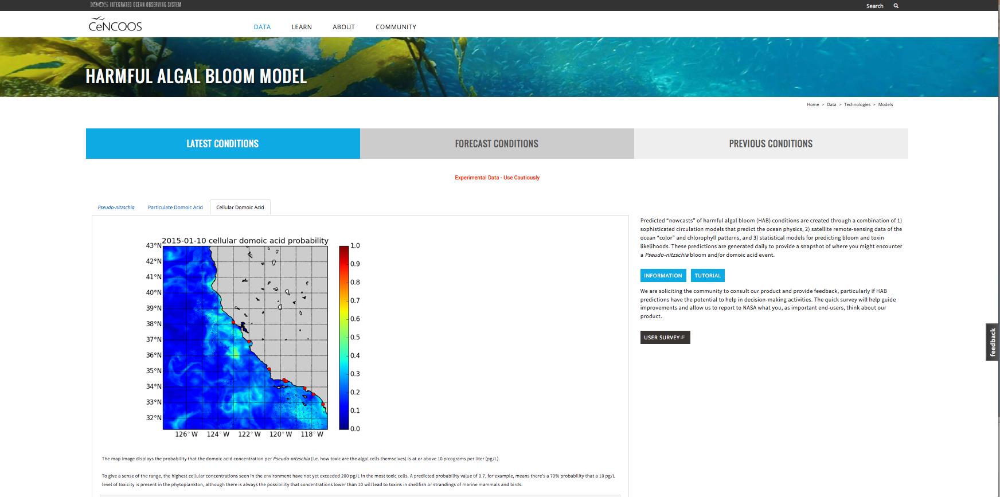 IOOS INTEGRATED OCEAN OBSERVING SYSTEM
Search
CeNCOOS
DATA LEARN ABOUT COMMUNITY
HARMFUL ALGAL BLOOM MODEL
Home > Data > Technologies > Models
LATEST CONDITIONS FORECAST CONDITIONS PREVIOUS CONDITIONS
Experimental Data - Use Cautiously
Pseudo-nitzschia Particulate Domoic Acid Cellular Domoic Acid
2015-01-10 cellular domoic acid probability
43°N
42°N
41°N
40°N
39°N
38°N
37°N
36°N
35°N
34°N
33°N
32°N
126°W 124°W 122°W 120°W 118°W
1.0
0.9
0.8
0.7
0.6
0.5
0.4
0.3
0.2
0.1
0.0
The map image displays the probability that the domoic acid concentration per Pseudo-nitzschia (i.e. how toxic are the algal cells themselves) is at or above 10 picograms per liter (pg/L).
To give a sense of the range, the highest cellular concentrations seen in the environment have not yet exceeded 200 pg/L in the most toxic cells. A predicted probability value of 0.7, for example, means there's a 70% probability that a 10 pg/L
level of toxicity is present in the phytoplankton, although there is always the possibility that concentrations lower than 10 will lead to toxins in shellfish or strandings of marine mammals and birds.
Predicted "nowcasts" of harmful algal bloom (HAB) conditions are created through a combination of 1)
sophisticated circulation models that predict the ocean physics, 2) satellite remote-sensing data of the
ocean "color" and chlorophyll patterns, and 3) statistical models for predicting bloom and toxin
likelihoods. These predictions are generated daily to provide a snapshot of where you might encounter
a Pseudo-nitzschia bloom and/or domoic acid event.
INFORMATION TUTORIAL
We are soliciting the community to consult our product and provide feedback, particularly if HAB
predictions have the potential to help in decision-making activities. The quick survey will help guide
improvements and allow us to report to NASA what you, as important end-users, think about our
product.
USER SURVEY
feedback